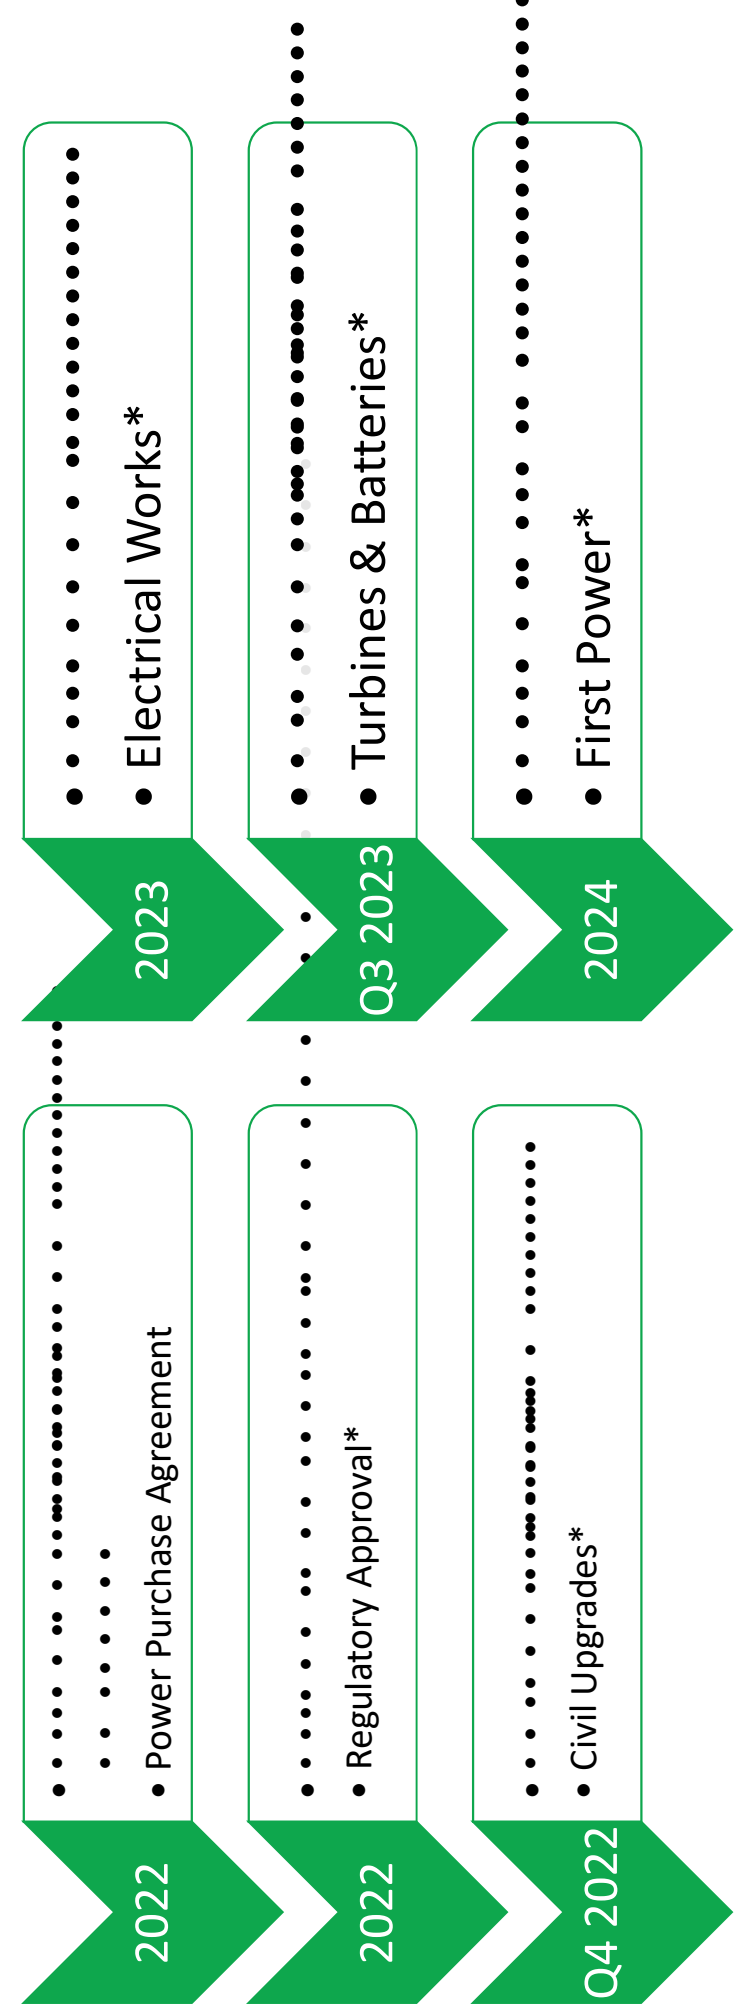 2022
• Power Purchase Agreement
2022
• Regulatory Approval*
Q4 2022
• Civil Upgrades*
2023
• Electrical Works*
Q3 2023
• Turbines & Batteries*
2024
• First Power*